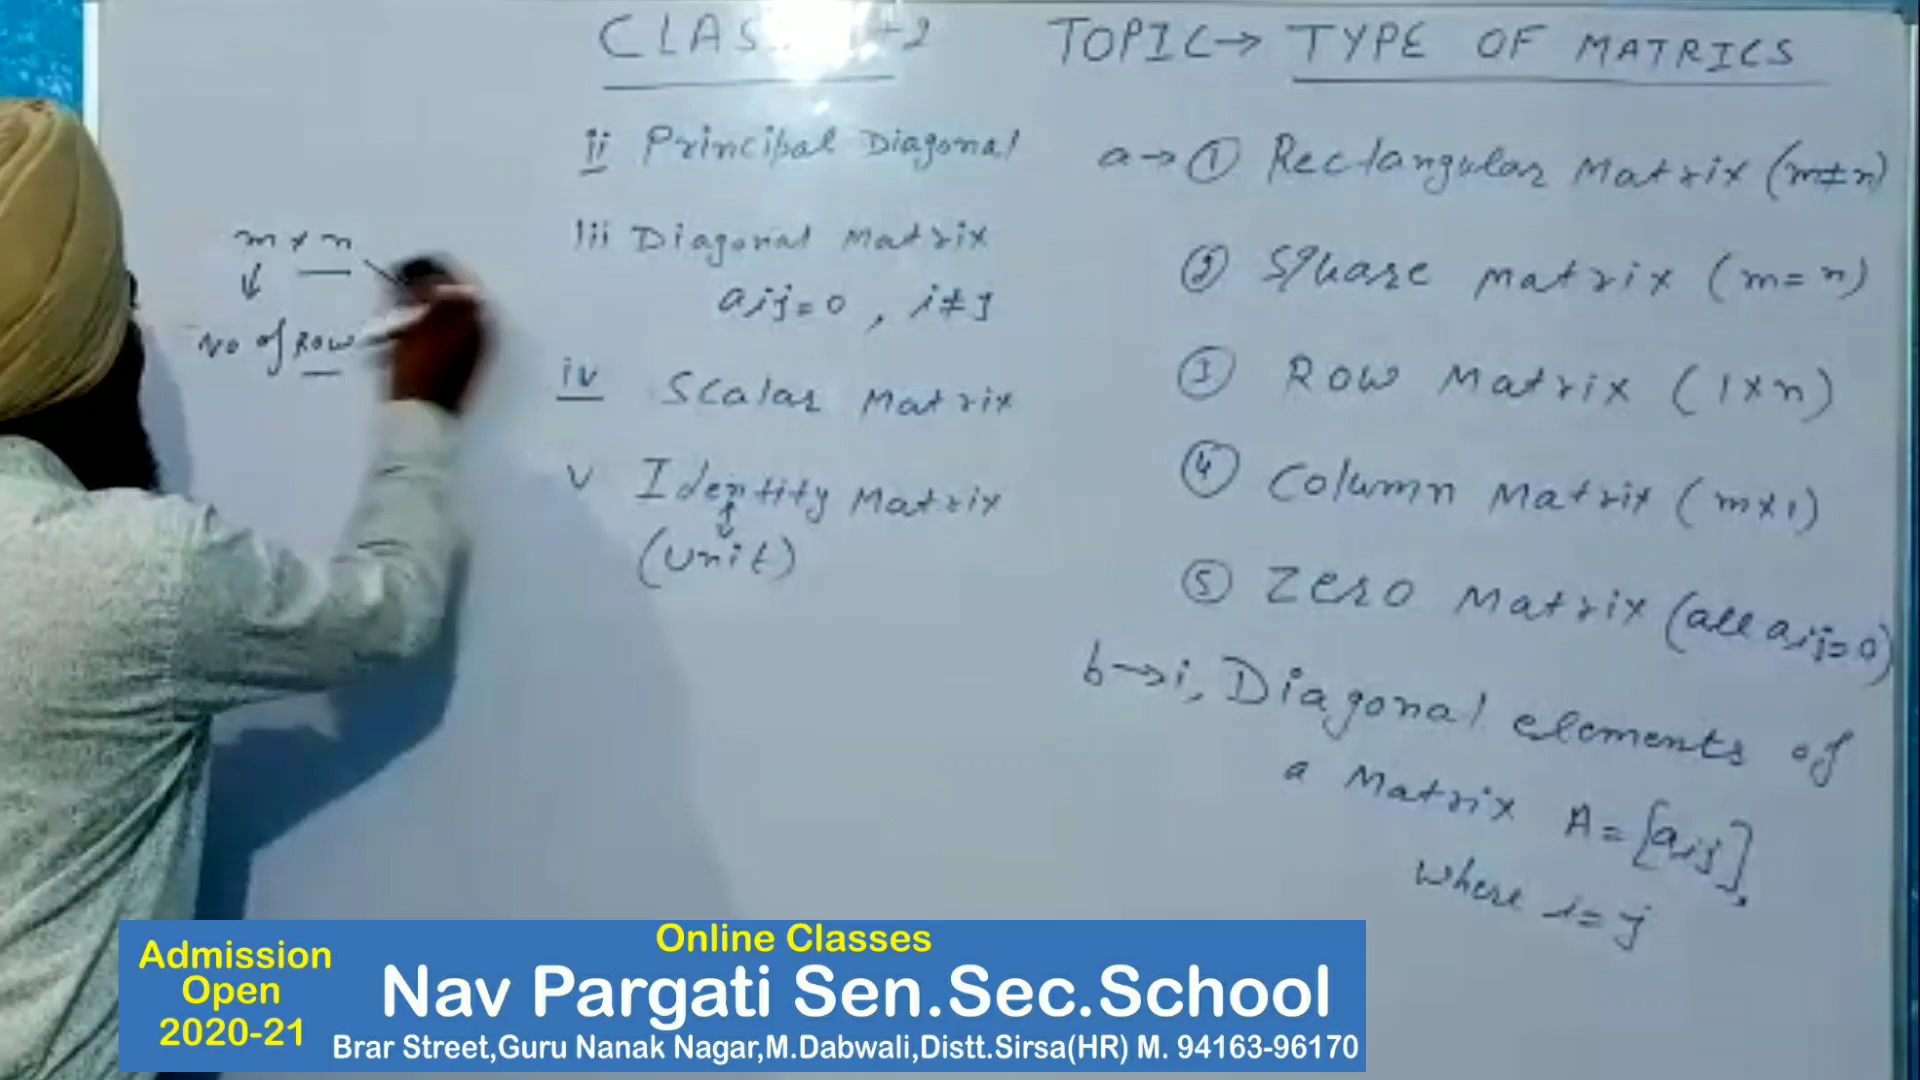 TOPIC→ TYPE OF MATRICS
m × n
↓
No of Row
ii Principal Diagonal
iii Diagonal Matrix
aij=0 , i≠j
iv Scalar Matrix
v Identity Matrix
(Unit)
a→ ① Rectangular Matrix (m≠n)
② Square Matrix (m=n)
③ Row Matrix (1×n)
④ Column Matrix (m×1)
⑤ Zero Matrix (all aij=0)
b→i, Diagonal elements of
a Matrix A=[aij],
where i=j
Admission
Open
2020-21
Online Classes
Nav Pargati Sen.Sec.School
Brar Street,Guru Nanak Nagar,M.Dabwali,Distt.Sirsa(HR) M. 94163-96170